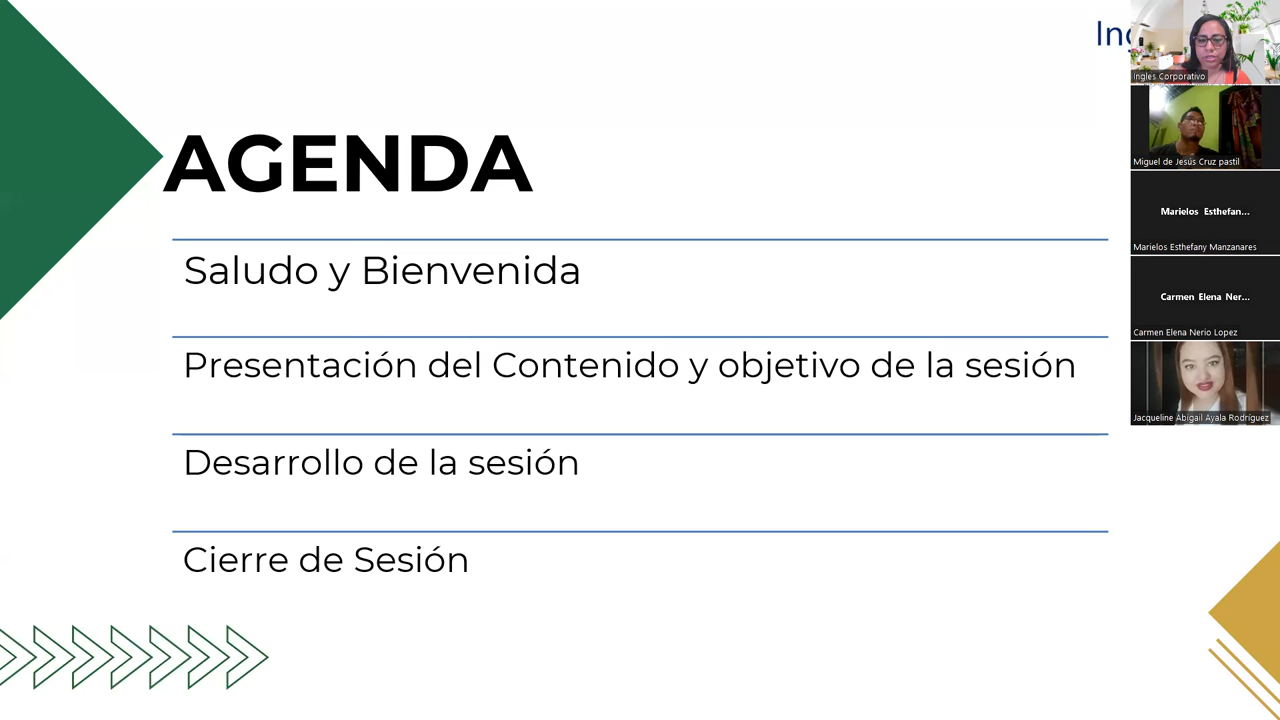 AGENDA
Saludo y Bienvenida
Presentación del Contenido y objetivo de la sesión
Desarrollo de la sesión
Cierre de Sesión
Ingles Corporativo
Miguel de Jesús Cruz pastil
Marielos Esthefan...
Marielos Esthefany Manzanares
Carmen Elena Ner...
Carmen Elena Nerio Lopez
Jacqueline Abigail Ayala Rodríguez